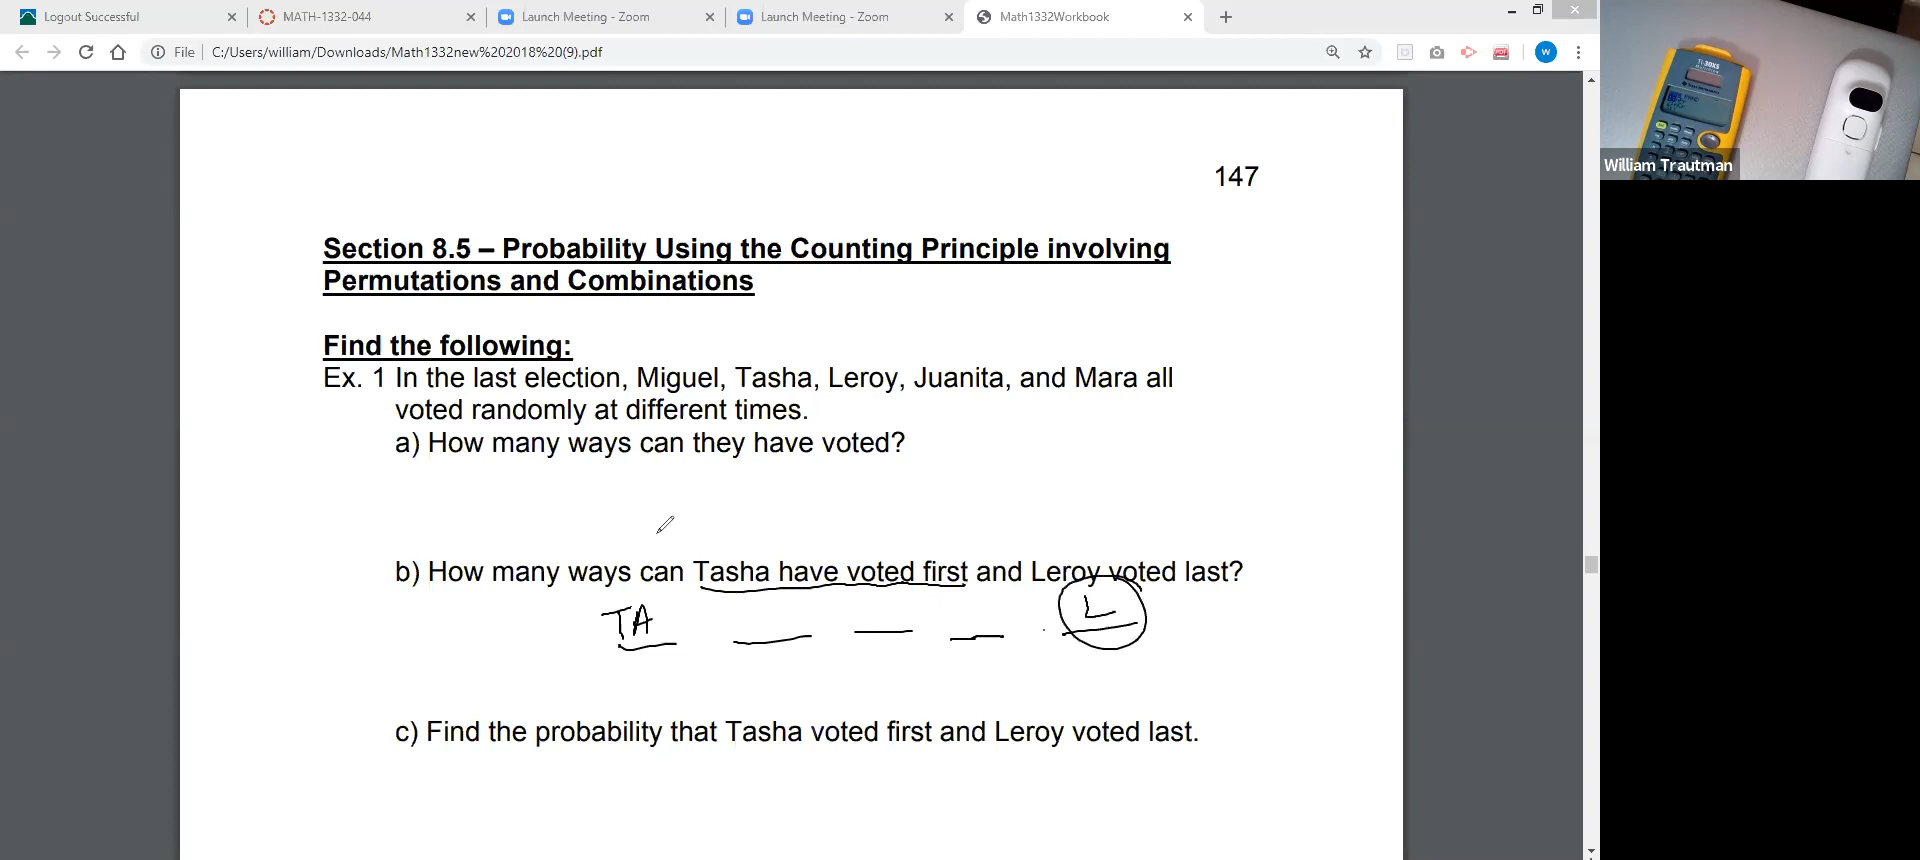 Logout Successful
MATH-1332-044
Launch Meeting - Zoom
Launch Meeting - Zoom
Math1332Workbook
File
C:/Users/william/Downloads/Math1332new%202018%20(9).pdf
W
TI-30XS
William Trautman
147
Section 8.5 – Probability Using the Counting Principle involving
Permutations and Combinations
Find the following:
Ex. 1 In the last election, Miguel, Tasha, Leroy, Juanita, and Mara all
voted randomly at different times.
a) How many ways can they have voted?
b) How many ways can Tasha have voted first and Leroy voted last?
TA L
c) Find the probability that Tasha voted first and Leroy voted last.